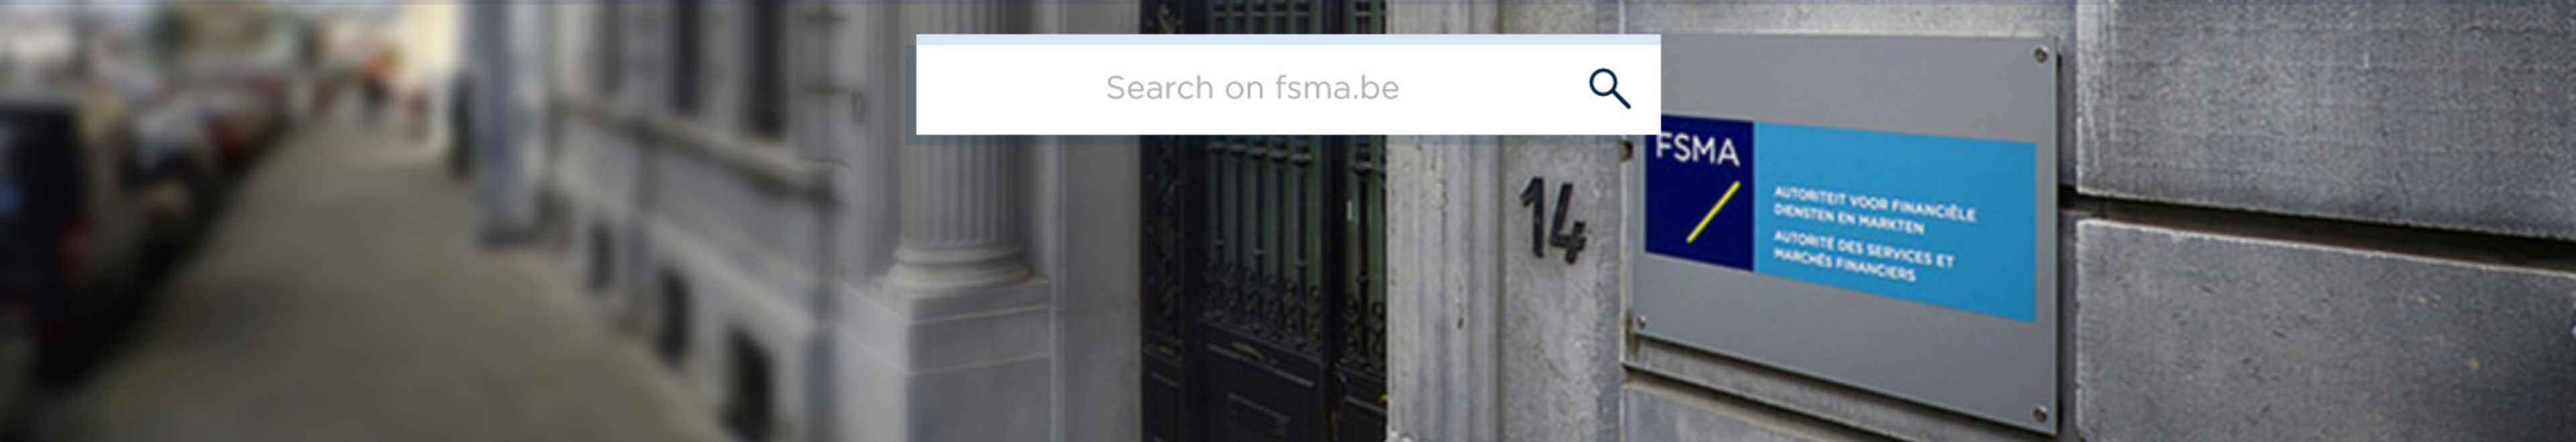 Search on fsma.be
FSMA
14
AUTORITEIT VOOR FINANCIËLE
DIENSTEN EN MARKTEN
AUTORITÉ DES SERVICES ET
MARCHÉS FINANCIERS